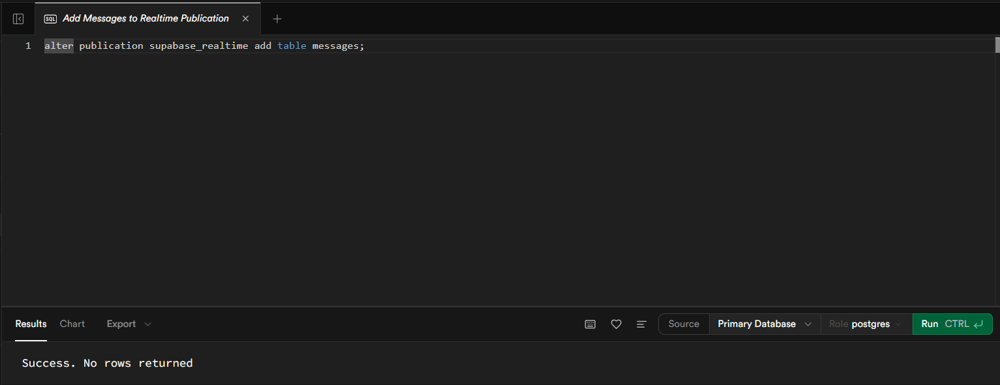 SQL Add Messages to Realtime Publication
1 alter publication supabase_realtime add table messages;
Results Chart Export Source Primary Database Role postgres Run CTRL
Success. No rows returned